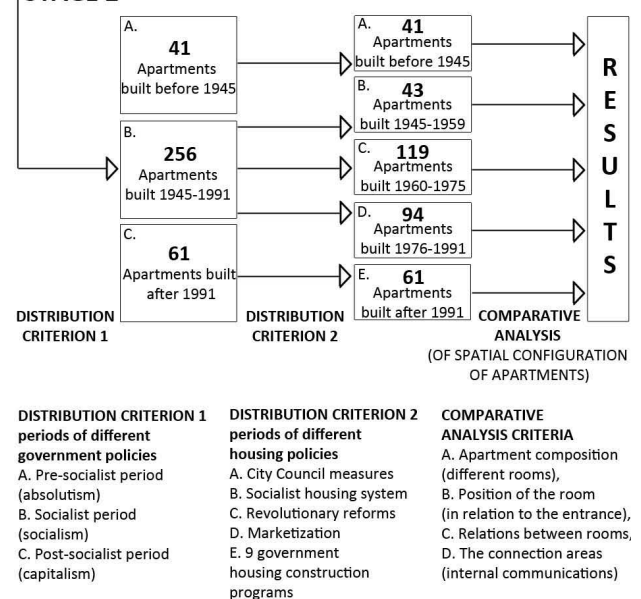 A.
41
Apartments
built before 1945
B.
256
Apartments
built 1945-1991
C.
61
Apartments built
after 1991
DISTRIBUTION
CRITERION 1
A.
41
Apartments
built before 1945
B.
43
Apartments
built 1945-1959
C.
119
Apartments
built 1960-1975
D.
94
Apartments
built 1976-1991
E.
61
Apartments
built after 1991
DISTRIBUTION
CRITERION 2
COMPARATIVE
ANALYSIS
(OF SPATIAL CONFIGURATION
OF APARTMENTS)
R
E
S
U
L
T
S
DISTRIBUTION CRITERION 1
periods of different
government policies
A. Pre-socialist period
(absolutism)
B. Socialist period
(socialism)
C. Post-socialist period
(capitalism)
DISTRIBUTION CRITERION 2
periods of different
housing policies
A. City Council measures
B. Socialist housing system
C. Revolutionary reforms
D. Marketization
E. 9 government
housing construction
programs
COMPARATIVE
ANALYSIS CRITERIA
A. Apartment composition
(different rooms),
B. Position of the room
(in relation to the entrance),
C. Relations between rooms,
D. The connection areas
(internal communications)